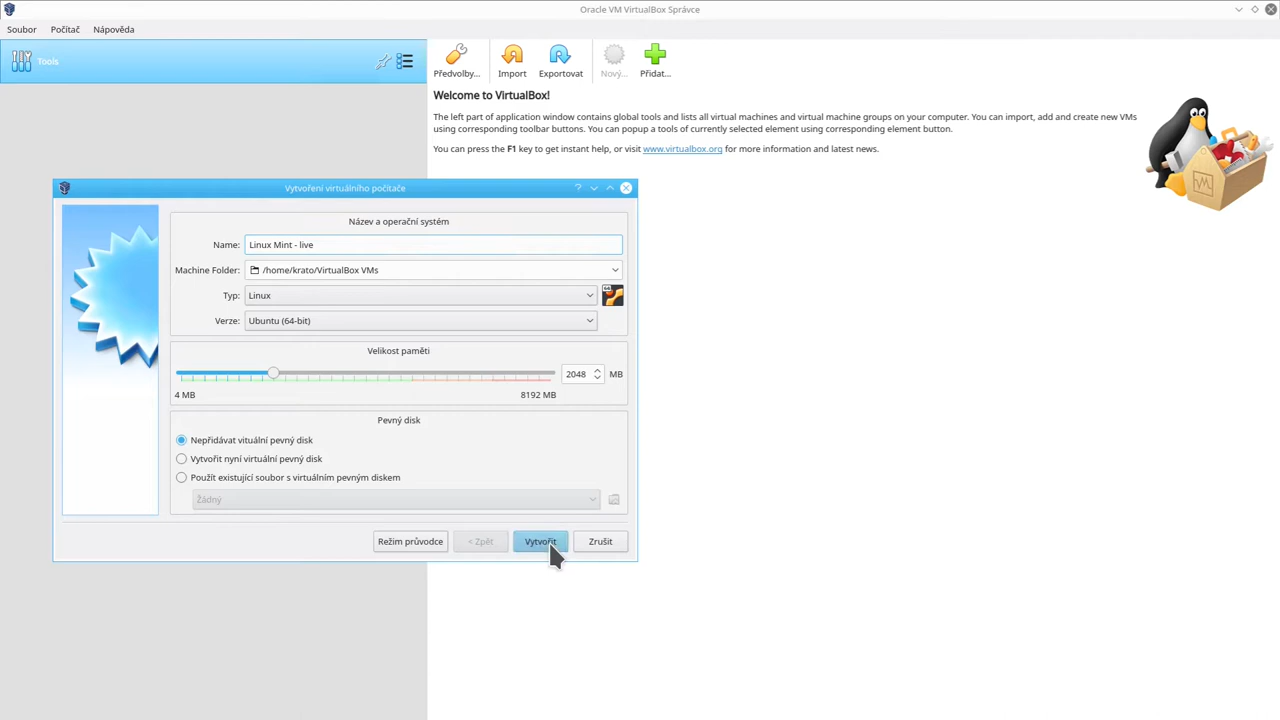 Oracle VM VirtualBox Správce
Soubor Počítač Nápověda
Tools
Předvolby... Import Exportovat Nový... Přidat...
Welcome to VirtualBox!
The left part of application window contains global tools and lists all virtual machines and virtual machine groups on your computer. You can import, add and create new VMs
using corresponding toolbar buttons. You can popup a tools of currently selected element using corresponding element button.
You can press the F1 key to get instant help, or visit www.virtualbox.org for more information and latest news.
Vytvoření virtuálního počítače
Název a operační systém
Name: Linux Mint - live
Machine Folder: /home/krato/VirtualBox VMs
Typ: Linux
64
Verze: Ubuntu (64-bit)
Velikost paměti
2048 MB
4 MB 8192 MB
Pevný disk
Nepřidávat vituální pevný disk
Vytvořit nyní virtuální pevný disk
Použít existující soubor s virtuálním pevným diskem
Žádný
Režim průvodce < Zpět Vytvořit Zrušit